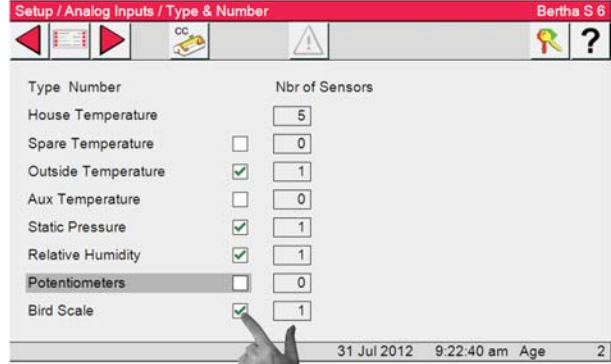 Setup / Analog Inputs / Type & Number Bertha S 6
CC ?
Type Number Nbr of Sensors
House Temperature 5
Spare Temperature 0
Outside Temperature 1
Aux Temperature 0
Static Pressure 1
Relative Humidity 1
Potentiometers 0
Bird Scale 1
31 Jul 2012 9:22:40 am Age 2